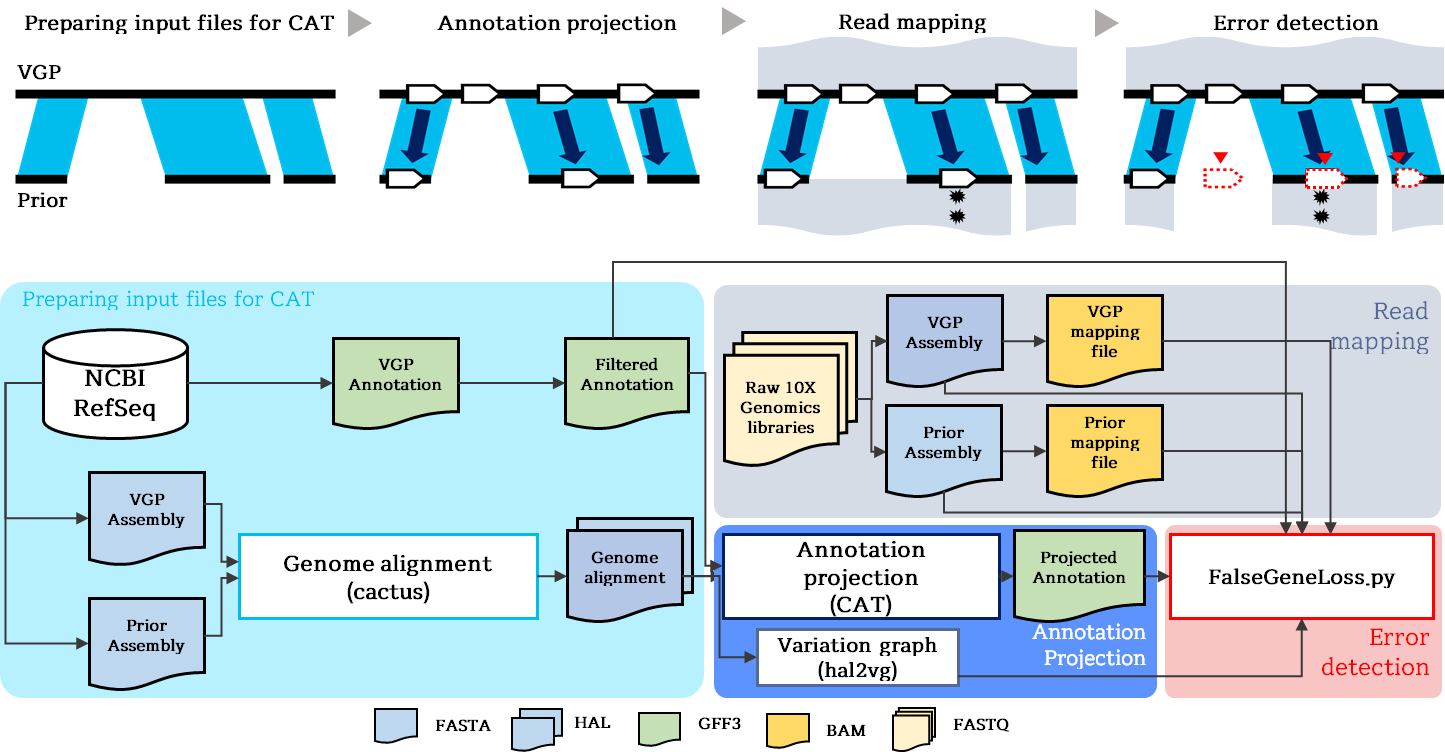 Preparing input files for CAT
Annotation projection
Read mapping
Error detection
VGP
Prior
Preparing input files for CAT
NCBI
RefSeq
VGP
Annotation
Filtered
Annotation
VGP
Assembly
Prior
Assembly
Genome alignment
(cactus)
Genome
alignment
Read
mapping
Raw 10X
Genomics
libraries
VGP
Assembly
VGP
mapping
file
Prior
Assembly
Prior
mapping
file
Annotation
projection
(CAT)
Projected
Annotation
Variation graph
(hal2vg)
Annotation
Projection
FalseGeneLoss.py
Error
detection
FASTA
HAL
GFF3
BAM
FASTQ